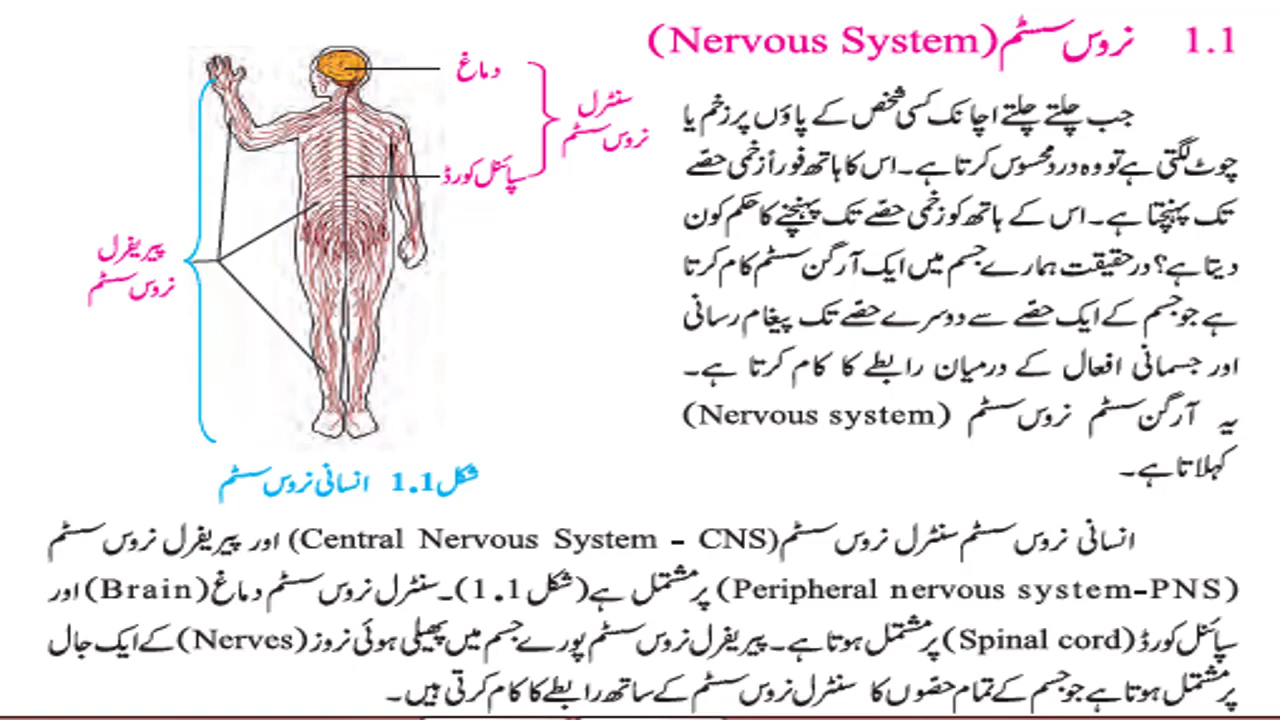 1.1 نروس سسٹم (Nervous System)
جب چلتے چلتے اچانک کسی شخص کے پاؤں پر زخم یا
چوٹ لگتی ہے تو وہ درد محسوس کرتا ہے۔ اس کا ہاتھ فوراً زخمی حصّے
تک پہنچتا ہے۔ اس کے ہاتھ کو زخمی حصّے تک پہنچنے کا حکم کون
دیتا ہے؟ درحقیقت ہمارے جسم میں ایک آرگن سسٹم کام کرتا
ہے جو جسم کے ایک حصّے سے دوسرے حصّے تک پیغام رسانی
اور جسمانی افعال کے درمیان رابطے کا کام کرتا ہے۔
یہ آرگن سسٹم نروس سسٹم (Nervous system)
کہلاتا ہے۔
دماغ
سنٹرل
نروس سسٹم
سپائنل کورڈ
پیریفرل
نروس سسٹم
شکل 1.1 انسانی نروس سسٹم
انسانی نروس سسٹم سنٹرل نروس سسٹم (Central Nervous System - CNS) اور پیریفرل نروس سسٹم
(Peripheral nervous system-PNS) پر مشتمل ہے (شکل 1.1)۔ سنٹرل نروس سسٹم دماغ (Brain) اور
سپائنل کورڈ (Spinal cord) پر مشتمل ہوتا ہے۔ پیریفرل نروس سسٹم پورے جسم میں پھیلی ہوئی نروز (Nerves) کے ایک جال
پر مشتمل ہوتا ہے جو جسم کے تمام حصّوں کا سنٹرل نروس سسٹم کے ساتھ رابطے کا کام کرتی ہیں۔